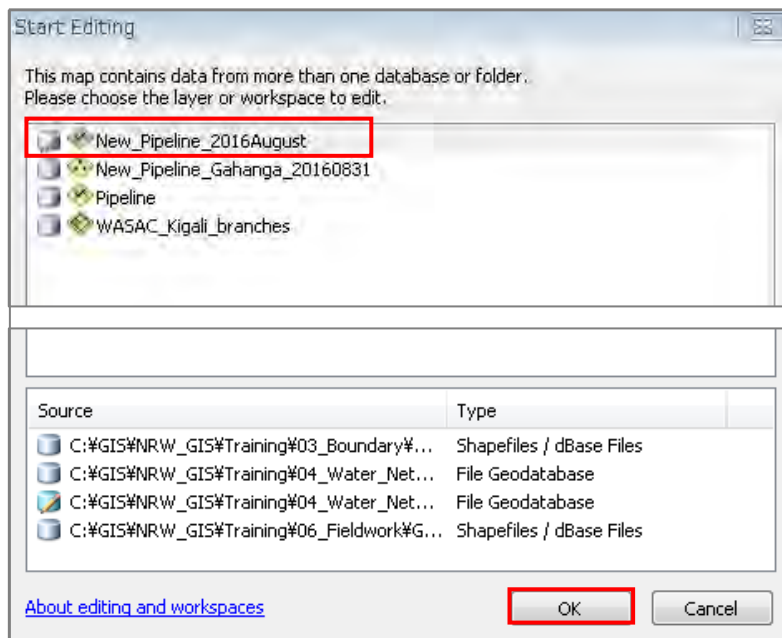 Start Editing
This map contains data from more than one database or folder.
Please choose the layer or workspace to edit.
New_Pipeline_2016August
New_Pipeline_Gahanga_20160831
Pipeline
WASAC_Kigali_branches
Source Type
C:¥GIS¥NRW_GIS¥Training¥03_Boundary¥... Shapefiles / dBase Files
C:¥GIS¥NRW_GIS¥Training¥04_Water_Net... File Geodatabase
C:¥GIS¥NRW_GIS¥Training¥04_Water_Net... File Geodatabase
C:¥GIS¥NRW_GIS¥Training¥06_Fieldwork¥G... Shapefiles / dBase Files
About editing and workspaces OK Cancel